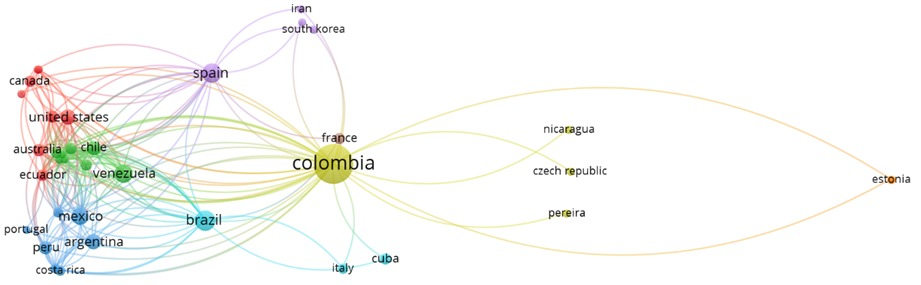 iran
south korea
spain
canada
united states
france
nicaragua
australia
chile
colombia
ecuador
venezuela
czech republic
estonia
mexico
brazil
pereira
portugal
peru
argentina
costa rica
italy
cuba